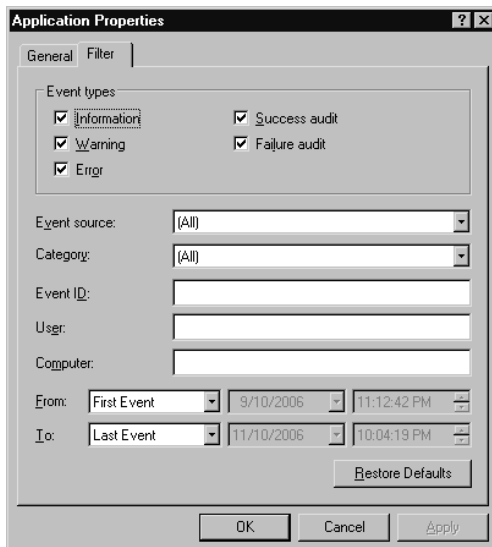 Application Properties
General Filter
Event types
Information Success audit
Warning Failure audit
Error
Event source: (All)
Category: (All)
Event ID:
User:
Computer:
From: First Event 9/10/2006 11:12:42 PM
To: Last Event 11/10/2006 10:04:19 PM
Restore Defaults
OK Cancel Apply